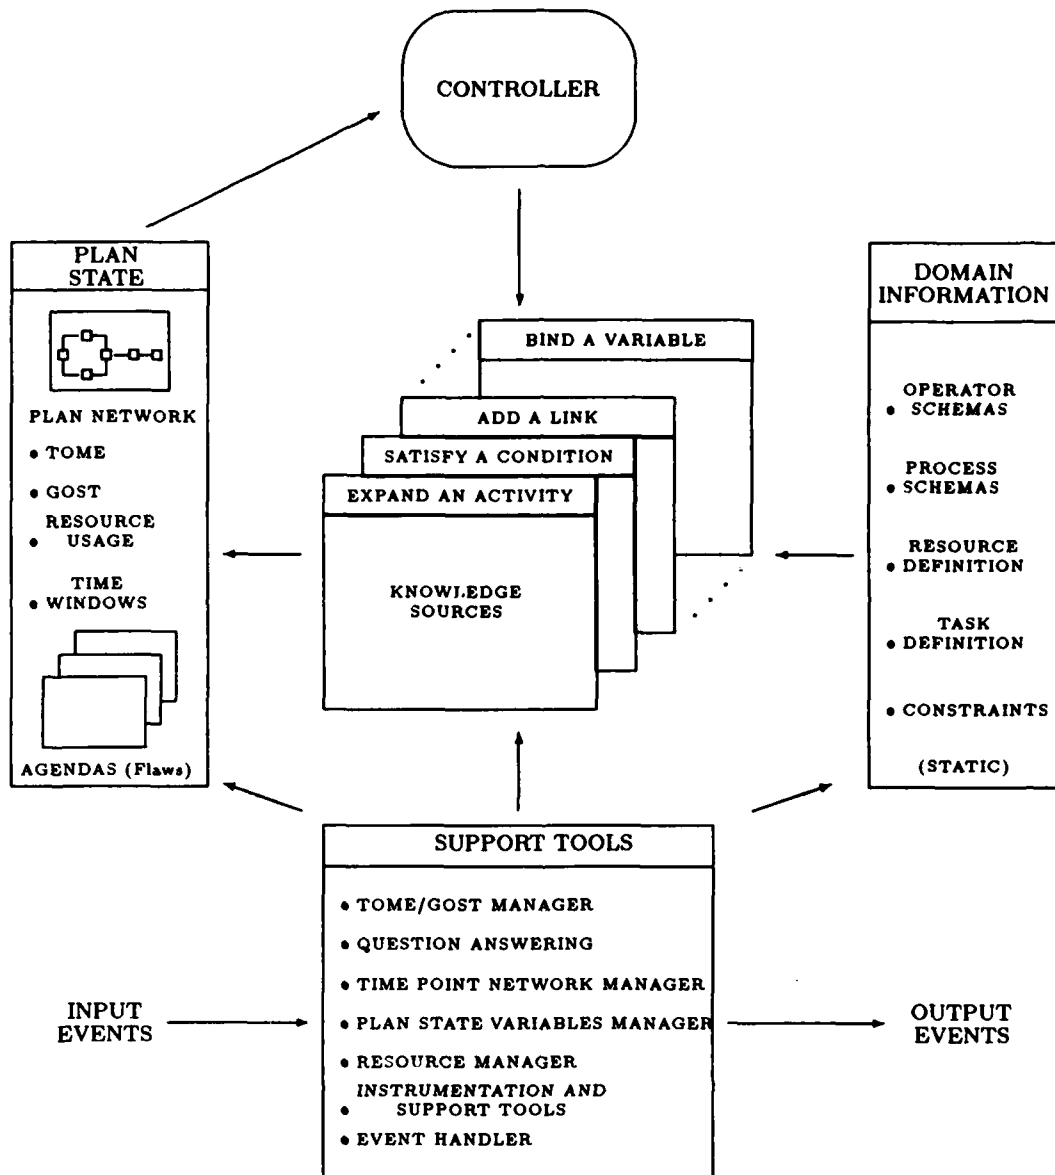 CONTROLLER
PLAN
STATE
PLAN NETWORK
• TOME
• GOST
RESOURCE
• USAGE
TIME
• WINDOWS
AGENDAS (Flaws)
BIND A VARIABLE
ADD A LINK
SATISFY A CONDITION
EXPAND AN ACTIVITY
KNOWLEDGE
SOURCES
DOMAIN
INFORMATION
OPERATOR
• SCHEMAS
PROCESS
• SCHEMAS
RESOURCE
• DEFINITION
TASK
• DEFINITION
• CONSTRAINTS
(STATIC)
SUPPORT TOOLS
• TOME/GOST MANAGER
• QUESTION ANSWERING
• TIME POINT NETWORK MANAGER
• PLAN STATE VARIABLES MANAGER
• RESOURCE MANAGER
INSTRUMENTATION AND
• SUPPORT TOOLS
• EVENT HANDLER
INPUT
EVENTS
OUTPUT
EVENTS